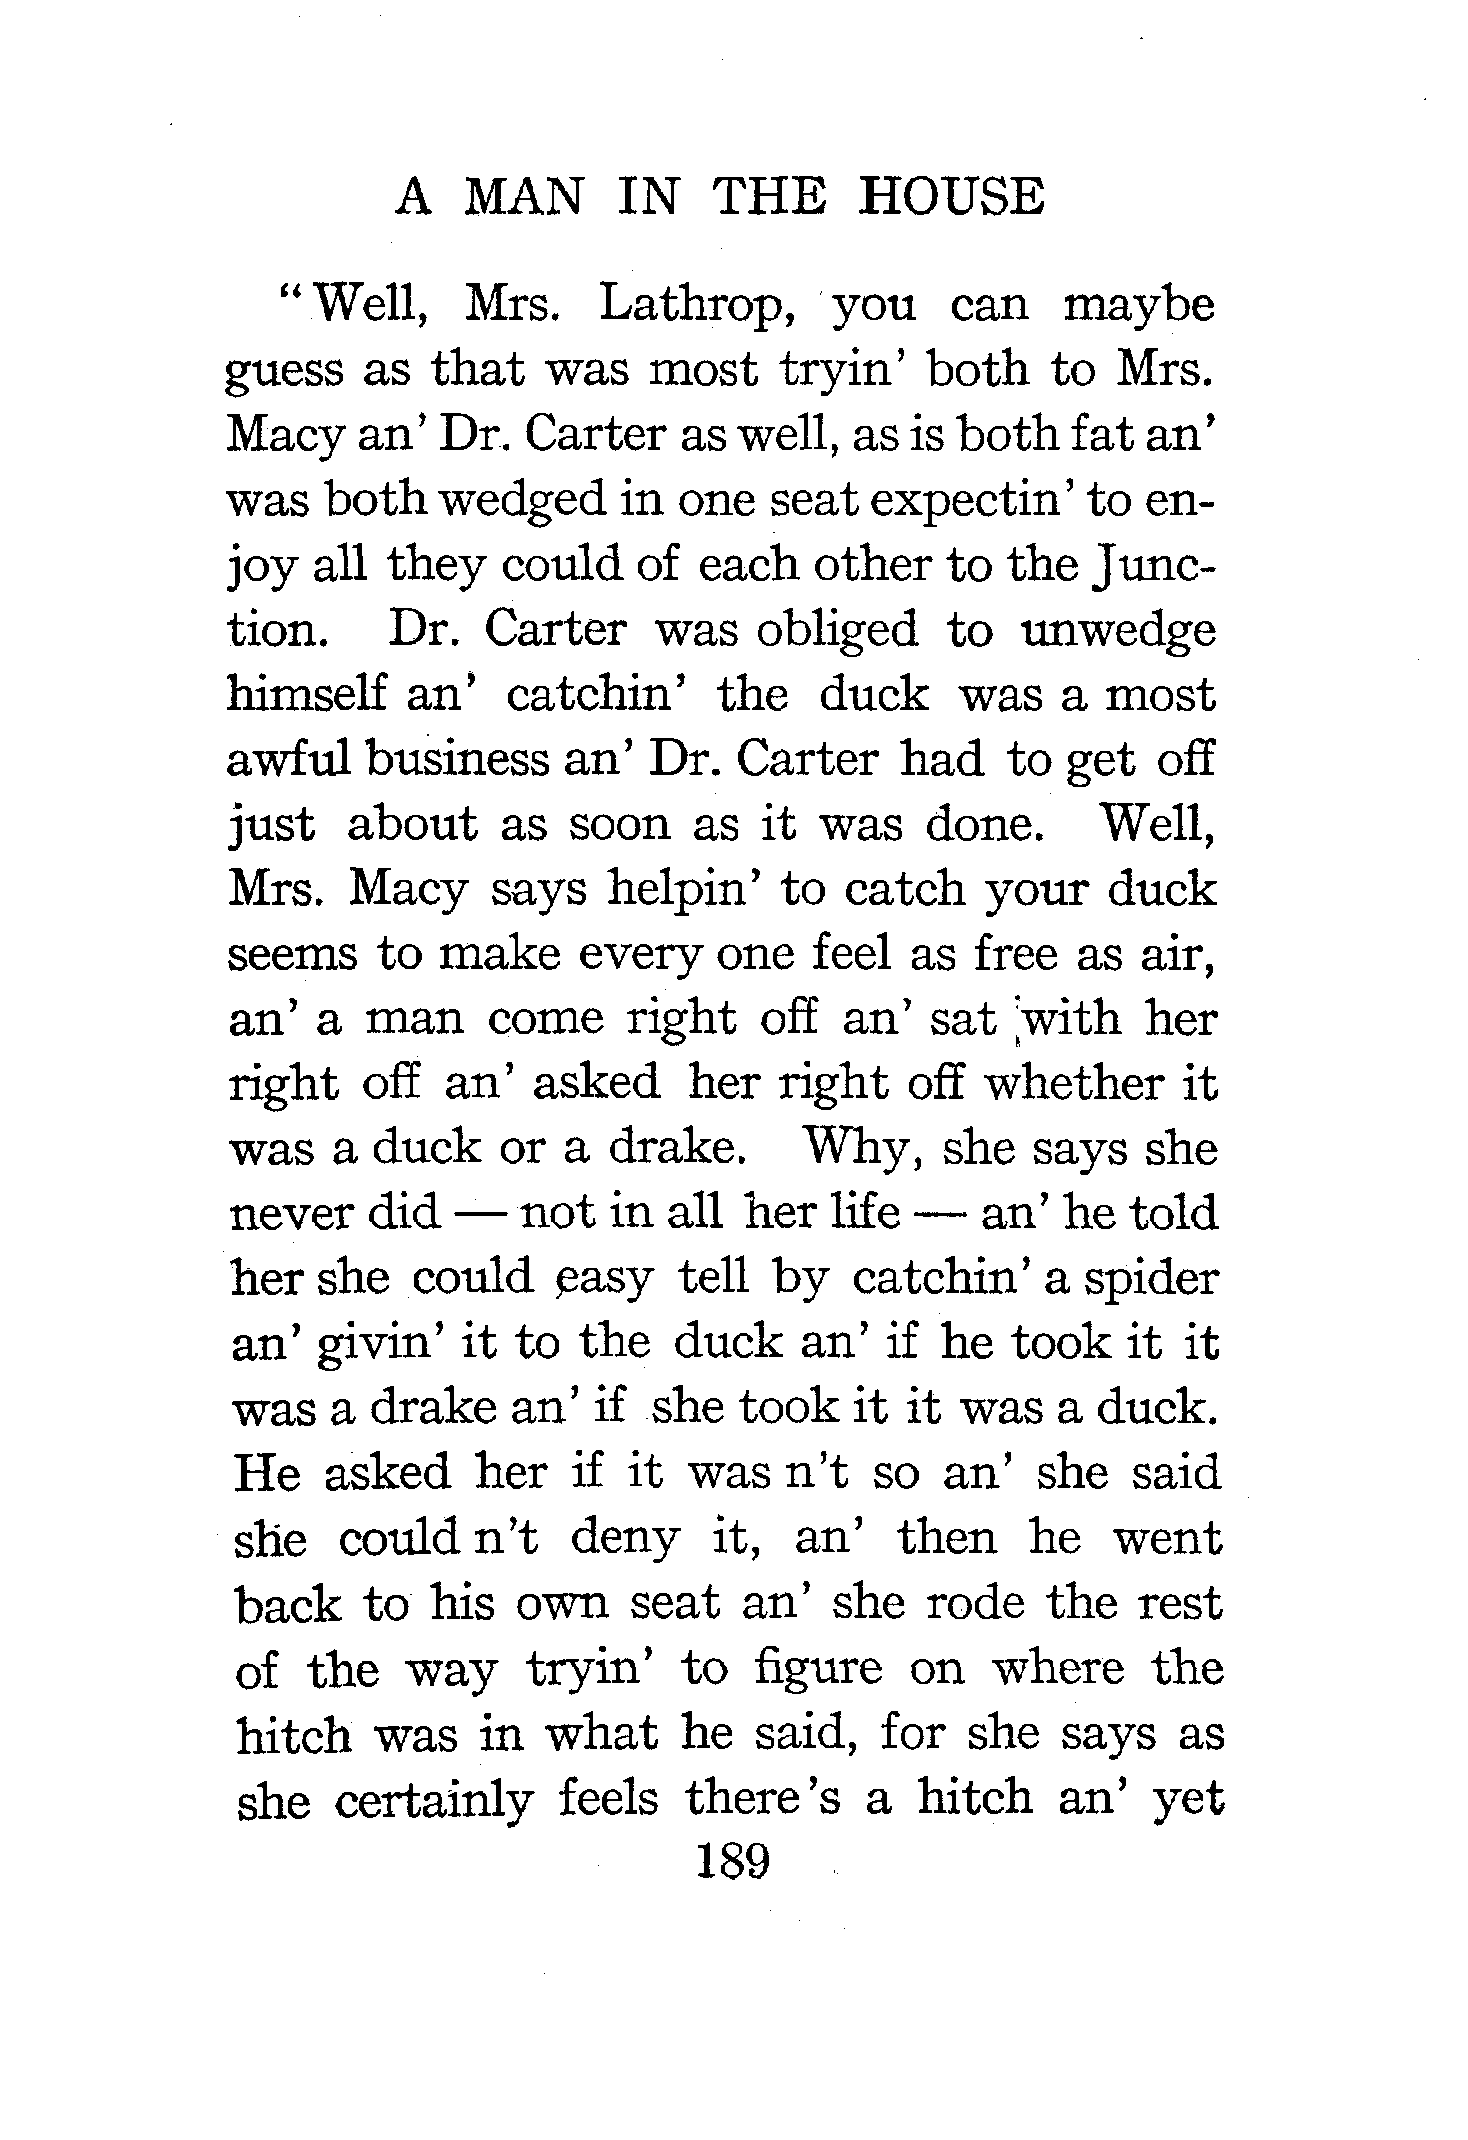 A MAN IN THE HOUSE
"Well, Mrs. Lathrop, you can maybe
guess as that was most tryin' both to Mrs.
Macy an' Dr. Carter as well, as is both fat an'
was both wedged in one seat expectin' to en-
joy all they could of each other to the Junc-
tion. Dr. Carter was obliged to unwedge
himself an' catchin' the duck was a most
awful business an' Dr. Carter had to get off
just about as soon as it was done. Well,
Mrs. Macy says helpin' to catch your duck
seems to make every one feel as free as air,
an' a man come right off an' sat with her
right off an' asked her right off whether it
was a duck or a drake. Why, she says she
never did — not in all her life — an' he told
her she could easy tell by catchin' a spider
an' givin' it to the duck an' if he took it it
was a drake an' if she took it it was a duck.
He asked her if it was n't so an' she said
she could n't deny it, an' then he went
back to his own seat an' she rode the rest
of the way tryin' to figure on where the
hitch was in what he said, for she says as
she certainly feels there 's a hitch an' yet
189